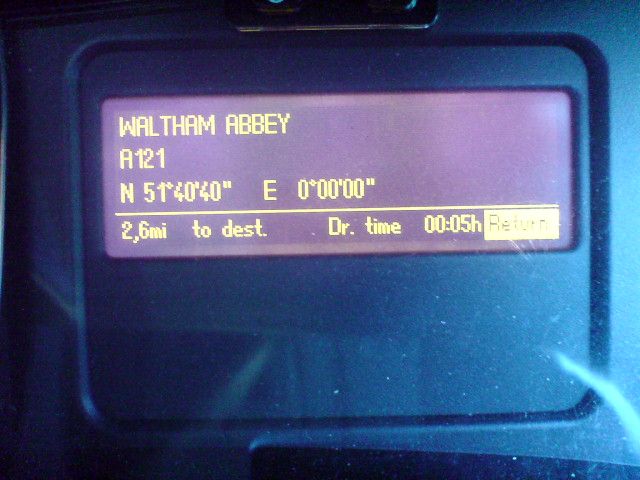 WALTHAM ABBEY
A121
N 51°40'40" E 0°00'00"
2,6mi to dest. Dr. time 00:05h Return